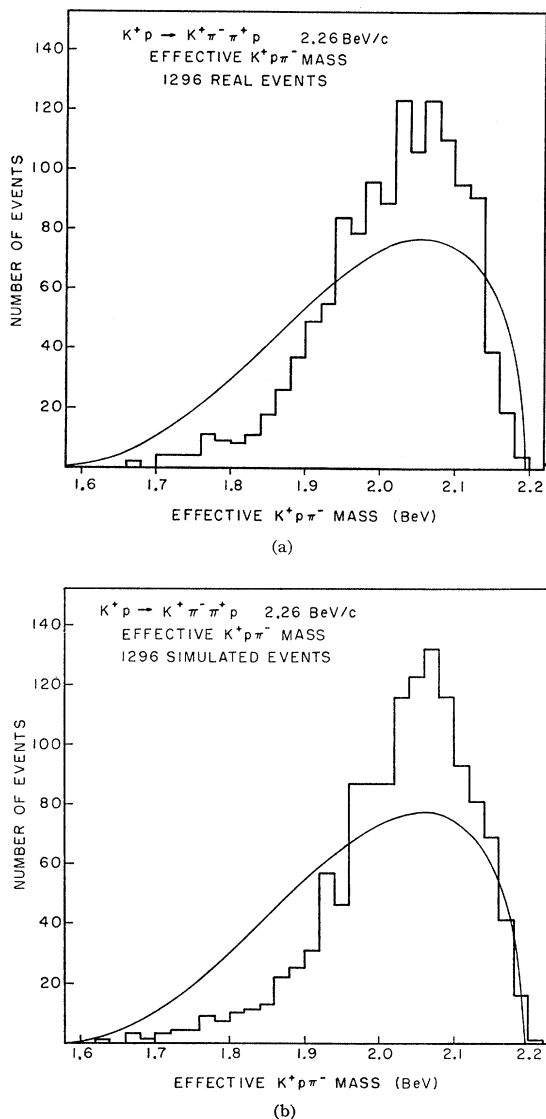 K⁺p → K⁺π⁻π⁺p 2.26 BeV/c
EFFECTIVE K⁺pπ⁻ MASS
1296 REAL EVENTS
NUMBER OF EVENTS
140
120
100
80
60
40
20
1.6 1.7 1.8 1.9 2.0 2.1 2.2
EFFECTIVE K⁺pπ⁻ MASS (BeV)
(a)
K⁺p → K⁺π⁻π⁺p 2.26 BeV/c
EFFECTIVE K⁺pπ⁻ MASS
1296 SIMULATED EVENTS
NUMBER OF EVENTS
140
120
100
80
60
40
20
1.6 1.7 1.8 1.9 2.0 2.1 2.2
EFFECTIVE K⁺pπ⁻ MASS (BeV)
(b)